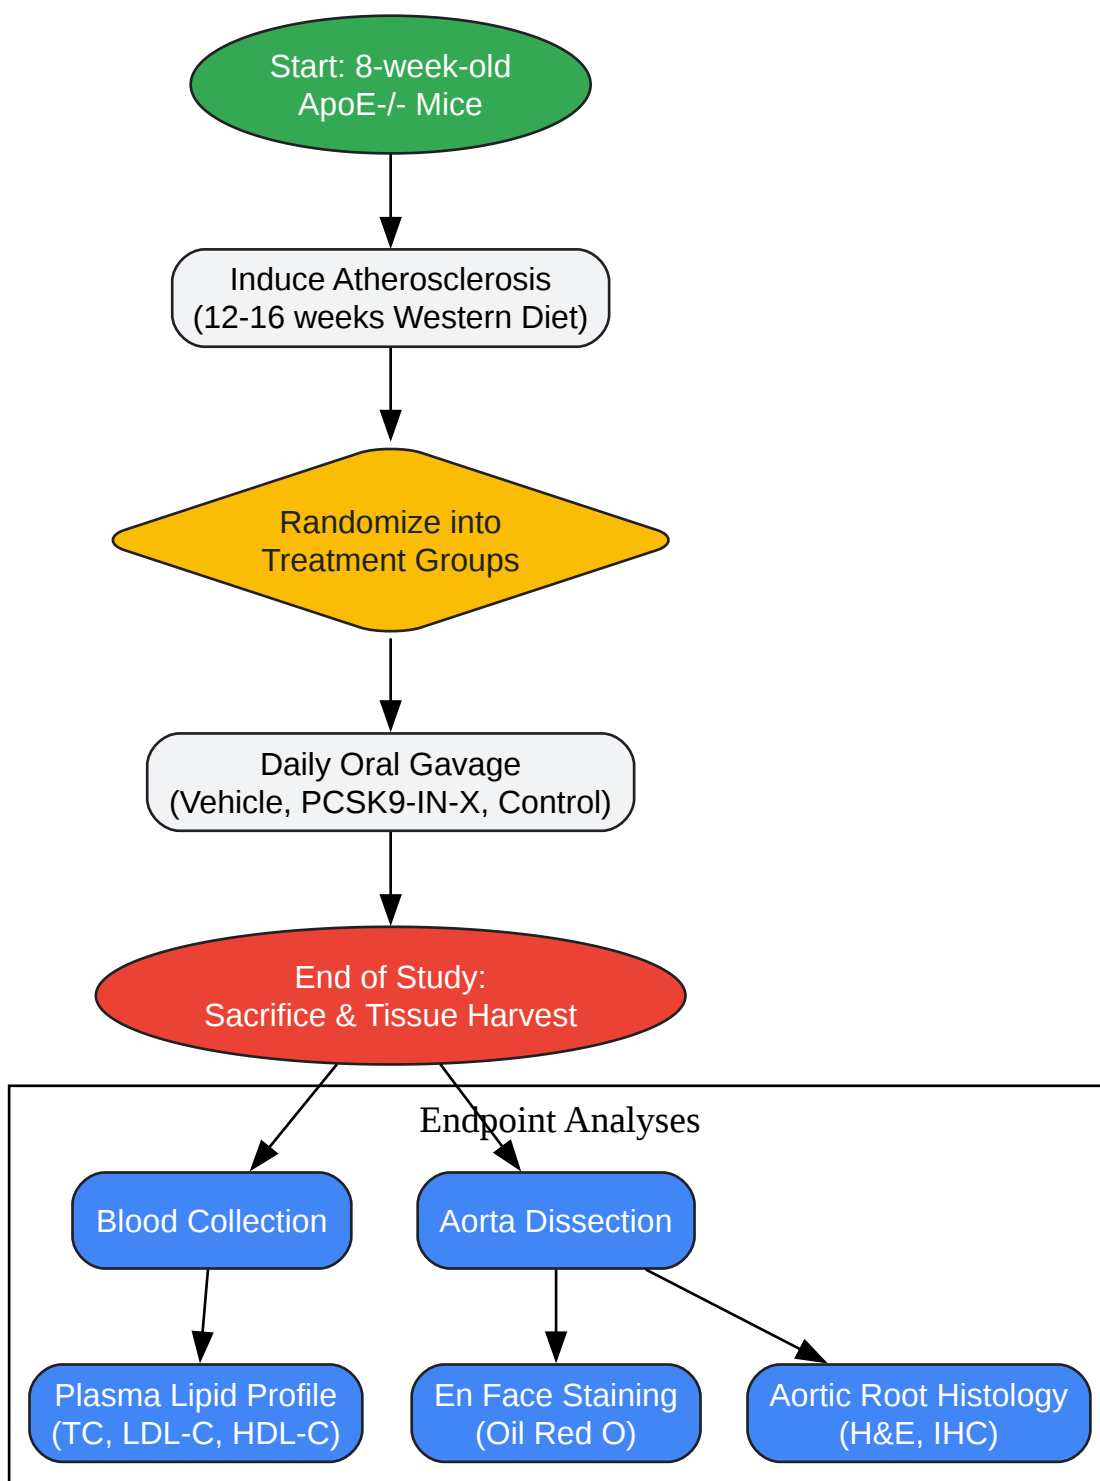 Start: 8-week-old
ApoE-/- Mice
Induce Atherosclerosis
(12-16 weeks Western Diet)
Randomize into
Treatment Groups
Daily Oral Gavage
(Vehicle, PCSK9-IN-X, Control)
End of Study:
Sacrifice & Tissue Harvest
Endpoint Analyses
Blood Collection
Aorta Dissection
Plasma Lipid Profile
(TC, LDL-C, HDL-C)
En Face Staining
(Oil Red O)
Aortic Root Histology
(H&E, IHC)